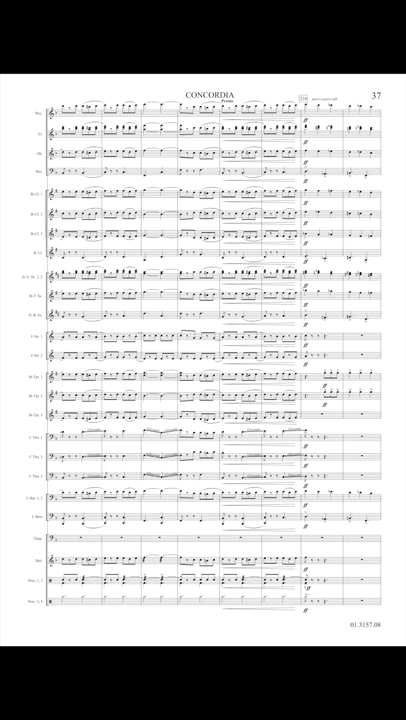 CONCORDIA
37
Presto
214
poco a poco rall.
Picc.
Fl.
Ob.
Bsn.
B♭ Cl. 1
B♭ Cl. 2
B♭ Cl. 3
B. Cl.
E♭ A. Sx. 1, 2
B♭ T. Sx.
E♭ B. Sx.
F Hn. 1
F Hn. 2
B♭ Tpt. 1
B♭ Tpt. 2
B♭ Tpt. 3
C Tbn. 1
C Tbn. 2
C Tbn. 3
C Bar. 1, 2
C Bass
Timp.
Mal.
Perc. 1, 2
Perc. 3, 4
01.3157.08